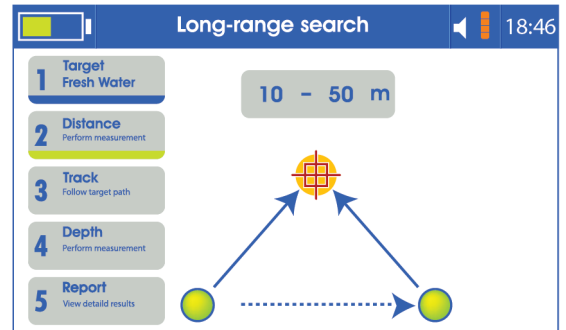 Long-range search
18:46
1
Target
Fresh Water
10 - 50 m
2
Distance
Perform measurement
3
Track
Follow target path
4
Depth
Perform measurement
5
Report
View detaild results